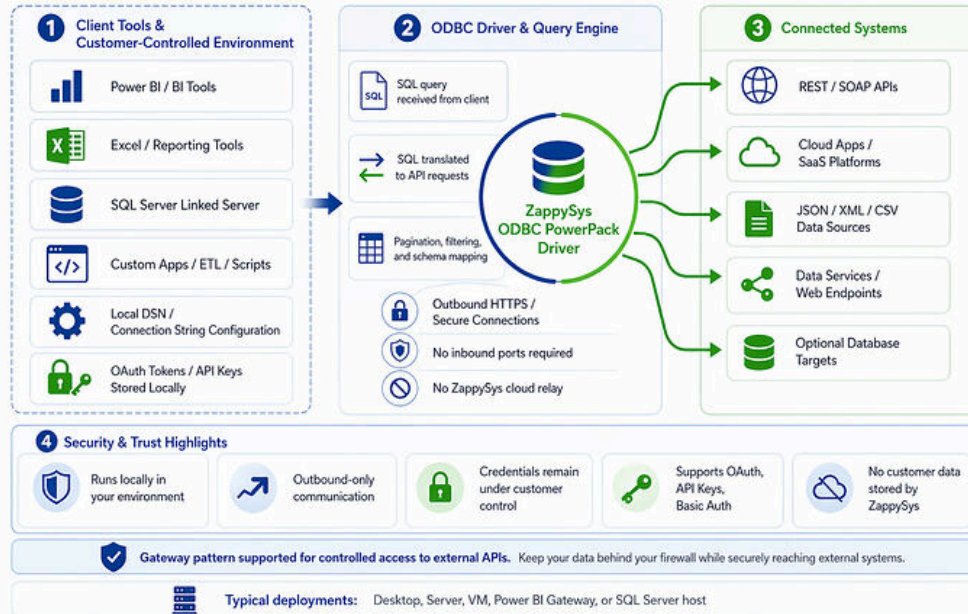 1
Client Tools &
Customer-Controlled Environment
Power BI / BI Tools
Excel / Reporting Tools
SQL Server Linked Server
Custom Apps / ETL / Scripts
Local DSN /
Connection String Configuration
OAuth Tokens / API Keys
Stored Locally
2
ODBC Driver & Query Engine
SQL
SQL query
received from client
SQL translated
to API requests
Pagination, filtering,
and schema mapping
ZappySys
ODBC PowerPack
Driver
Outbound HTTPS /
Secure Connections
No inbound ports required
No ZappySys cloud relay
3
Connected Systems
REST / SOAP APIs
Cloud Apps /
SaaS Platforms
JSON / XML / CSV
Data Sources
Data Services /
Web Endpoints
Optional Database
Targets
4
Security & Trust Highlights
Runs locally in
your environment
Outbound-only
communication
Credentials remain
under customer
control
Supports OAuth,
API Keys,
Basic Auth
No customer data
stored by
ZappySys
Gateway pattern supported for controlled access to external APIs. Keep your data behind your firewall while securely reaching external systems.
Typical deployments: Desktop, Server, VM, Power BI Gateway, or SQL Server host